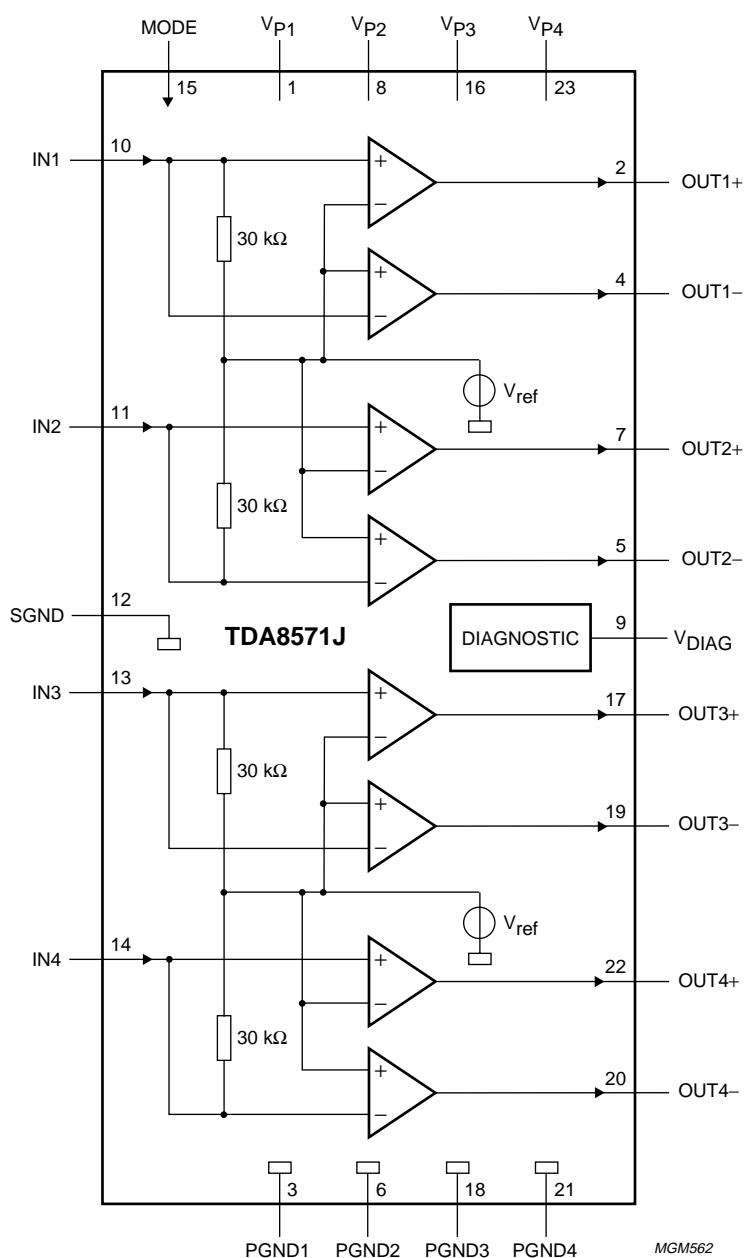 MODE VP1 VP2 VP3 VP4
15 1 8 16 23
IN1 10 + 2 OUT1+
−
30 kΩ
+ 4 OUT1−
−
Vref
IN2 11 + 7 OUT2+
−
30 kΩ
+ 5 OUT2−
−
SGND 12
TDA8571J DIAGNOSTIC 9 VDIAG
IN3 13 + 17 OUT3+
−
30 kΩ
+ 19 OUT3−
−
Vref
IN4 14 + 22 OUT4+
−
30 kΩ
+ 20 OUT4−
−
3 6 18 21
PGND1 PGND2 PGND3 PGND4 MGM562